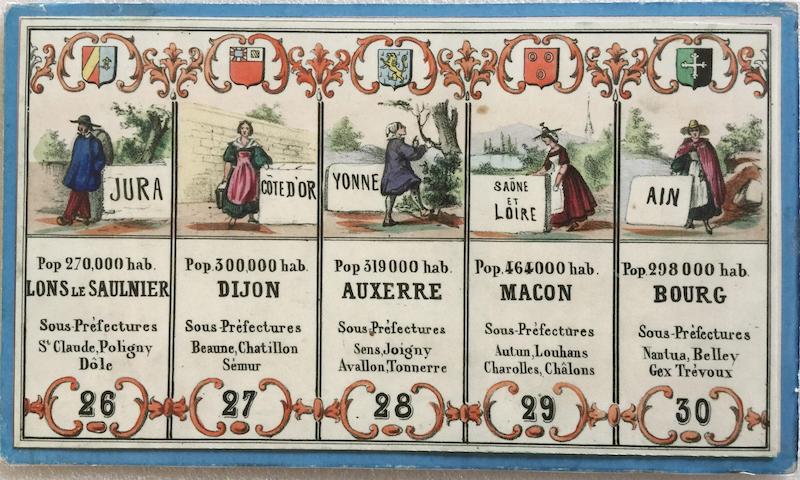 JURA
Pop 270,000 hab.
LONS LE SAULNIER
Sous-Préfectures
St Claude, Poligny
Dôle
26
CÔTE D'OR
Pop. 300,000 hab.
DIJON
Sous-Préfectures
Beaune, Chatillon
Sémur
27
YONNE
Pop 319000 hab.
AUXERRE
Sous-Préfectures
Sens, Joigny
Avallon, Tonnerre
28
SAÔNE
ET
LOIRE
Pop. 464000 hab.
MACON
Sous-Préfectures
Autun, Louhans
Charolles, Châlons
29
AIN
Pop. 298000 hab.
BOURG
Sous-Préfectures
Nantua, Belley
Gex Trévoux
30